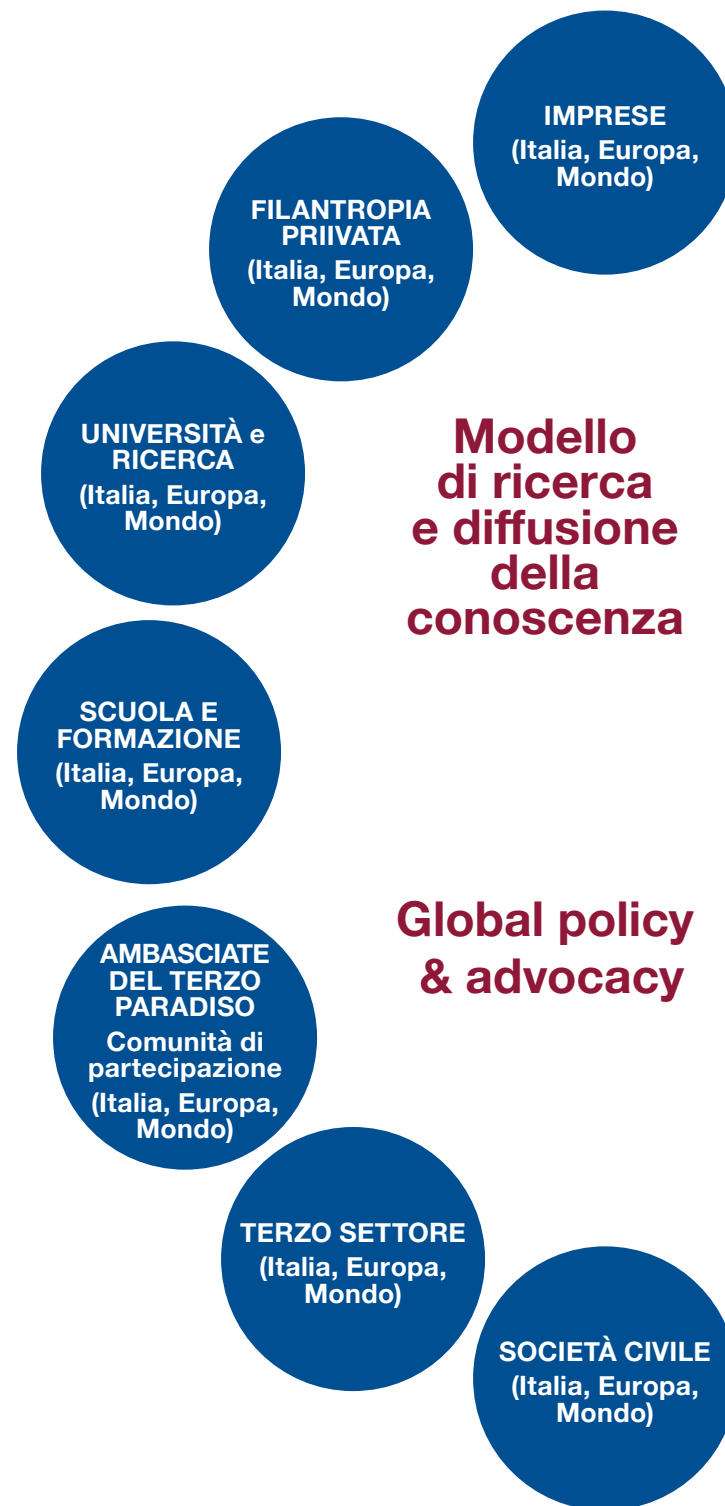 IMPRESE
(Italia, Europa,
Mondo)
FILANTROPIA
PRIIVATA
(Italia, Europa,
Mondo)
UNIVERSITÀ e
RICERCA
(Italia, Europa,
Mondo)
Modello
di ricerca
e diffusione
della
conoscenza
SCUOLA E
FORMAZIONE
(Italia, Europa,
Mondo)
Global policy
& advocacy
AMBASCIATE
DEL TERZO
PARADISO
Comunità di
partecipazione
(Italia, Europa,
Mondo)
TERZO SETTORE
(Italia, Europa,
Mondo)
SOCIETÀ CIVILE
(Italia, Europa,
Mondo)